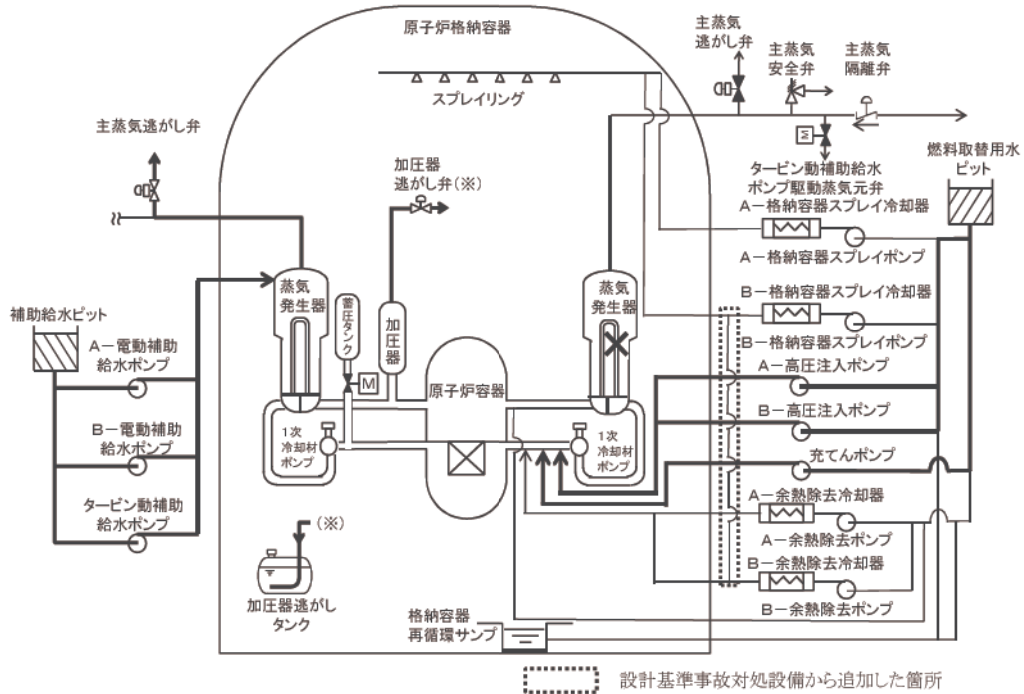 原子炉格納容器
スプレイリング
主蒸気
逃がし弁
主蒸気
安全弁
主蒸気
隔離弁
M
タービン動補助給水
ポンプ駆動蒸気元弁
燃料取替用水
ピット
主蒸気逃がし弁
加圧器
逃がし弁(※)
A-格納容器スプレイ冷却器
A-格納容器スプレイポンプ
B-格納容器スプレイ冷却器
B-格納容器スプレイポンプ
蒸気
発生器
蓄圧タンク
加圧器
M
原子炉容器
蒸気
発生器
補助給水ピット
A-電動補助
給水ポンプ
B-電動補助
給水ポンプ
タービン動補助
給水ポンプ
1次
冷却材
ポンプ
1次
冷却材
ポンプ
A-高圧注入ポンプ
B-高圧注入ポンプ
充てんポンプ
A-余熱除去冷却器
A-余熱除去ポンプ
B-余熱除去冷却器
B-余熱除去ポンプ
(※)
加圧器逃がし
タンク
格納容器
再循環サンプ
設計基準事故対処設備から追加した箇所